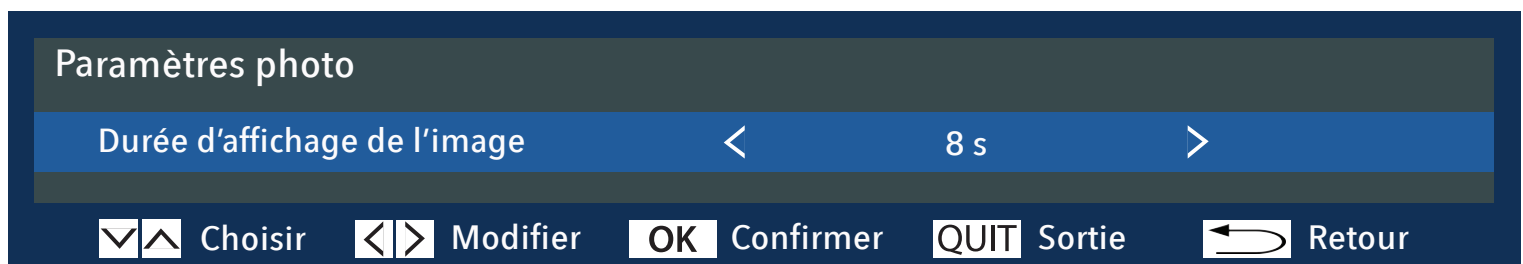 Paramètres photo
Durée d’affichage de l’image 8 s
Choisir Modifier OK Confirmer QUIT Sortie Retour